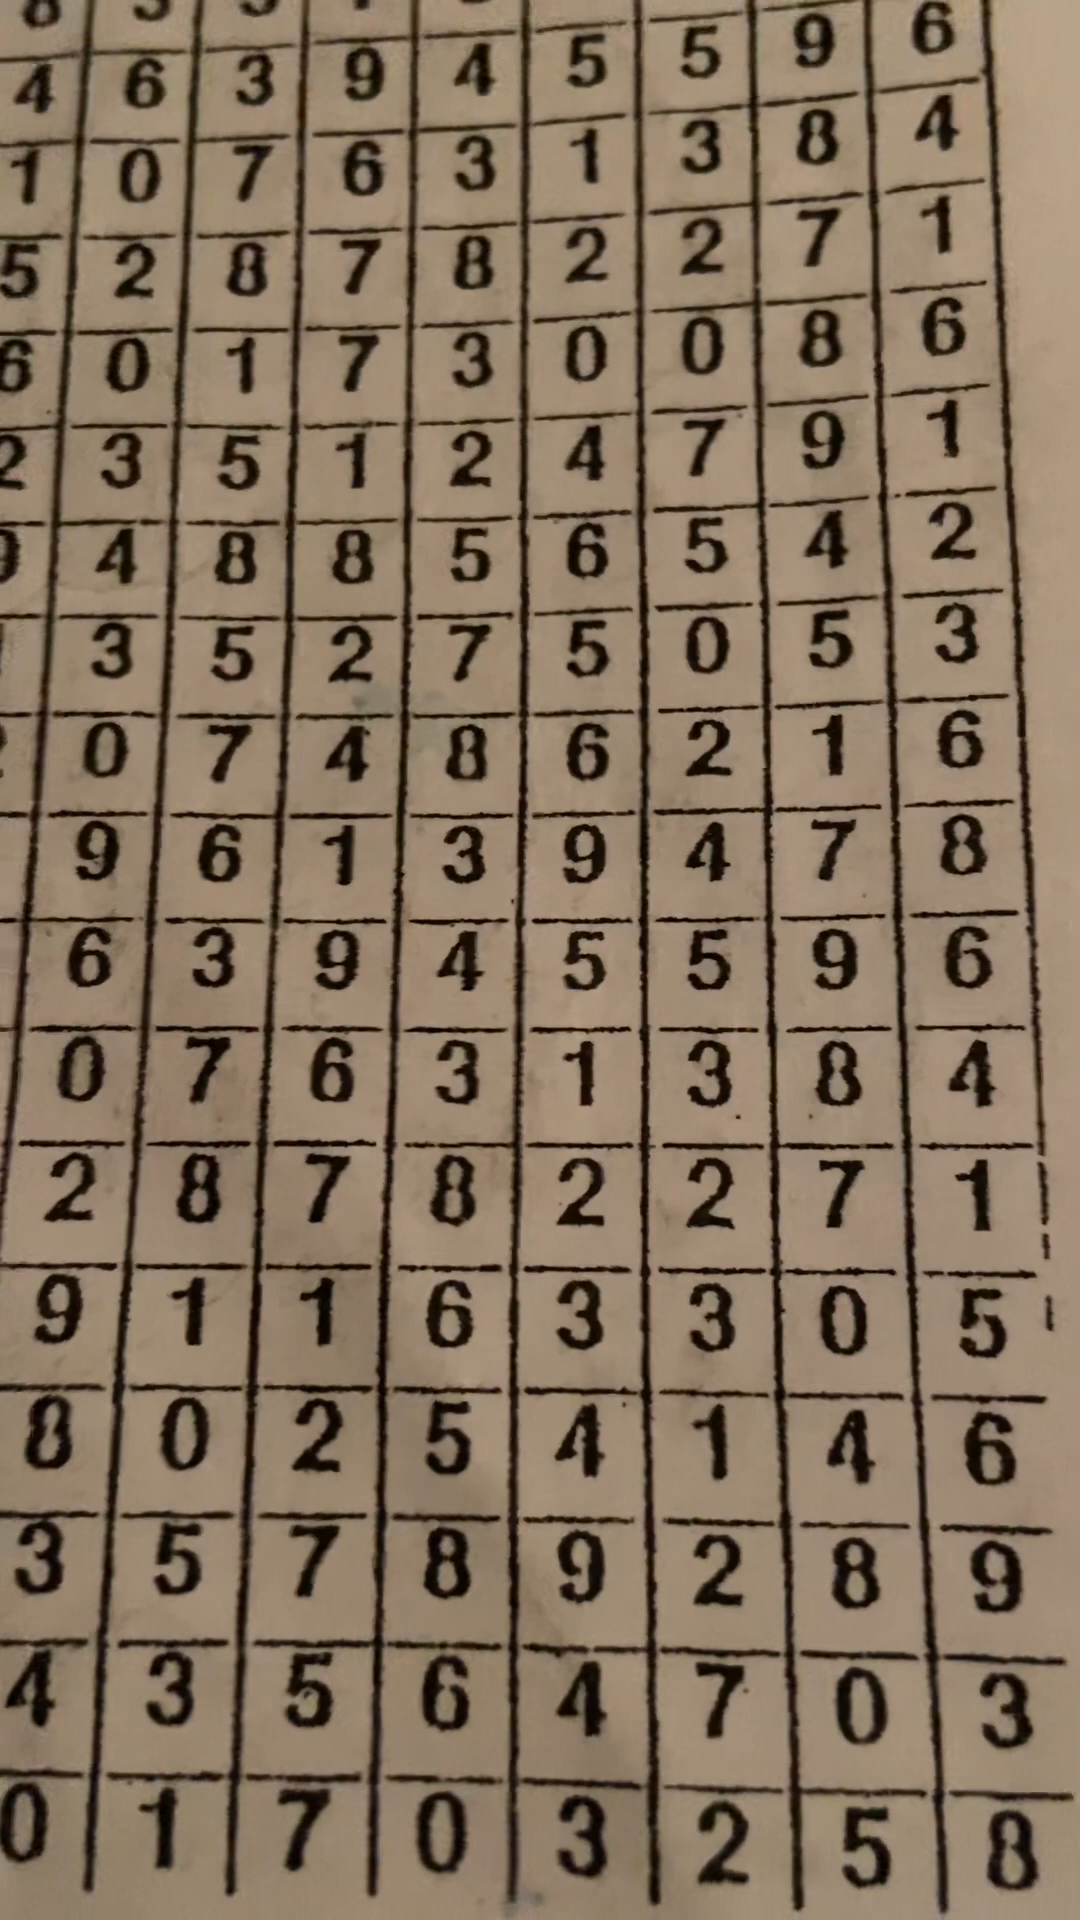 4 6 3 9 4 5 5 9 6
1 0 7 6 3 1 3 8 4
5 2 8 7 8 2 2 7 1
6 0 1 7 3 0 0 8 6
2 3 5 1 2 4 7 9 1
4 8 8 5 6 5 4 2
3 5 2 7 5 0 5 3
0 7 4 8 6 2 1 6
9 6 1 3 9 4 7 8
6 3 9 4 5 5 9 6
0 7 6 3 1 3 8 4
2 8 7 8 2 2 7 1
9 1 1 6 3 3 0 5
8 0 2 5 4 1 4 6
3 5 7 8 9 2 8 9
4 3 5 6 4 7 0 3
0 1 7 0 3 2 5 8